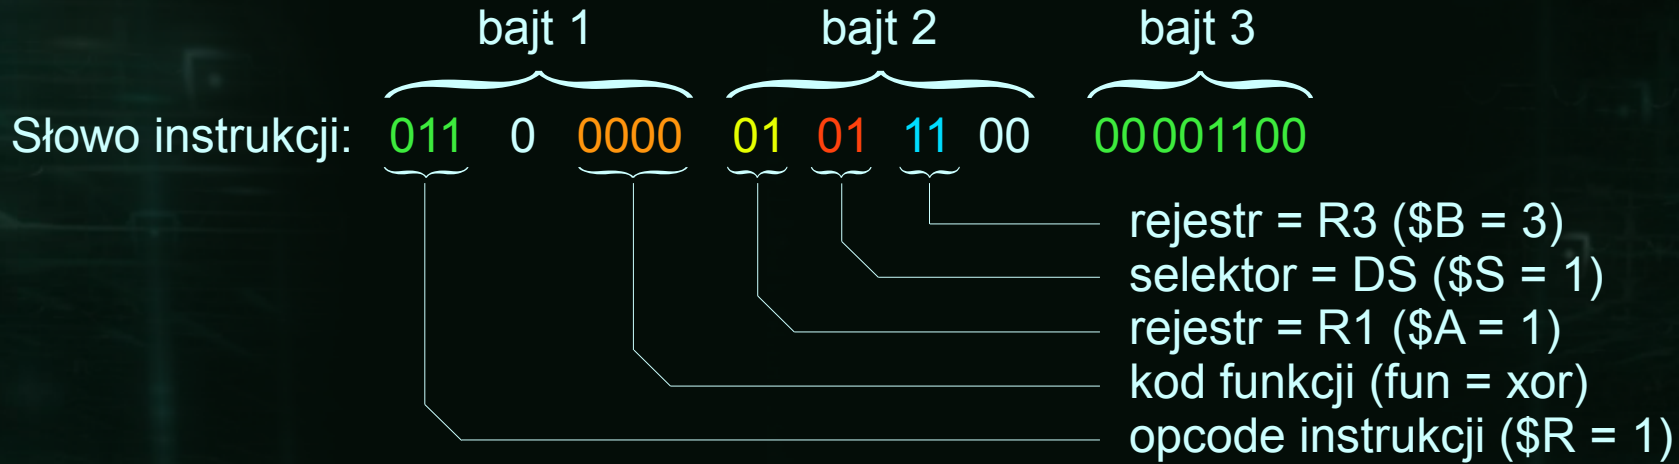 bajt 1 bajt 2 bajt 3
Słowo instrukcji: 011 0 0000 01 01 11 00 00001100
rejestr = R3 ($B = 3)
selektor = DS ($S = 1)
rejestr = R1 ($A = 1)
kod funkcji (fun = xor)
opcode instrukcji ($R = 1)